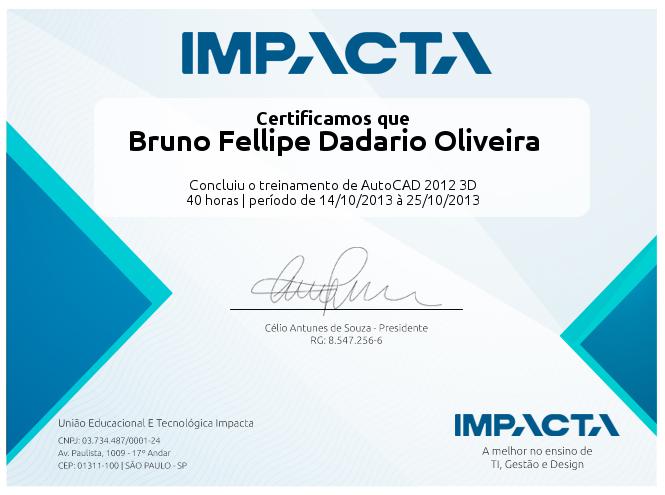 IMPACTA
Certificamos que
Bruno Fellipe Dadario Oliveira
Concluiu o treinamento de AutoCAD 2012 3D
40 horas | período de 14/10/2013 à 25/10/2013
Célio Antunes de Souza - Presidente
RG: 8.547.256-6
União Educacional E Tecnológica Impacta
CNPJ: 03.734.487/0001-24
Av. Paulista, 1009 - 17º Andar
CEP: 01311-100 | SÃO PAULO - SP
IMPACTA
A melhor no ensino de
TI, Gestão e Design